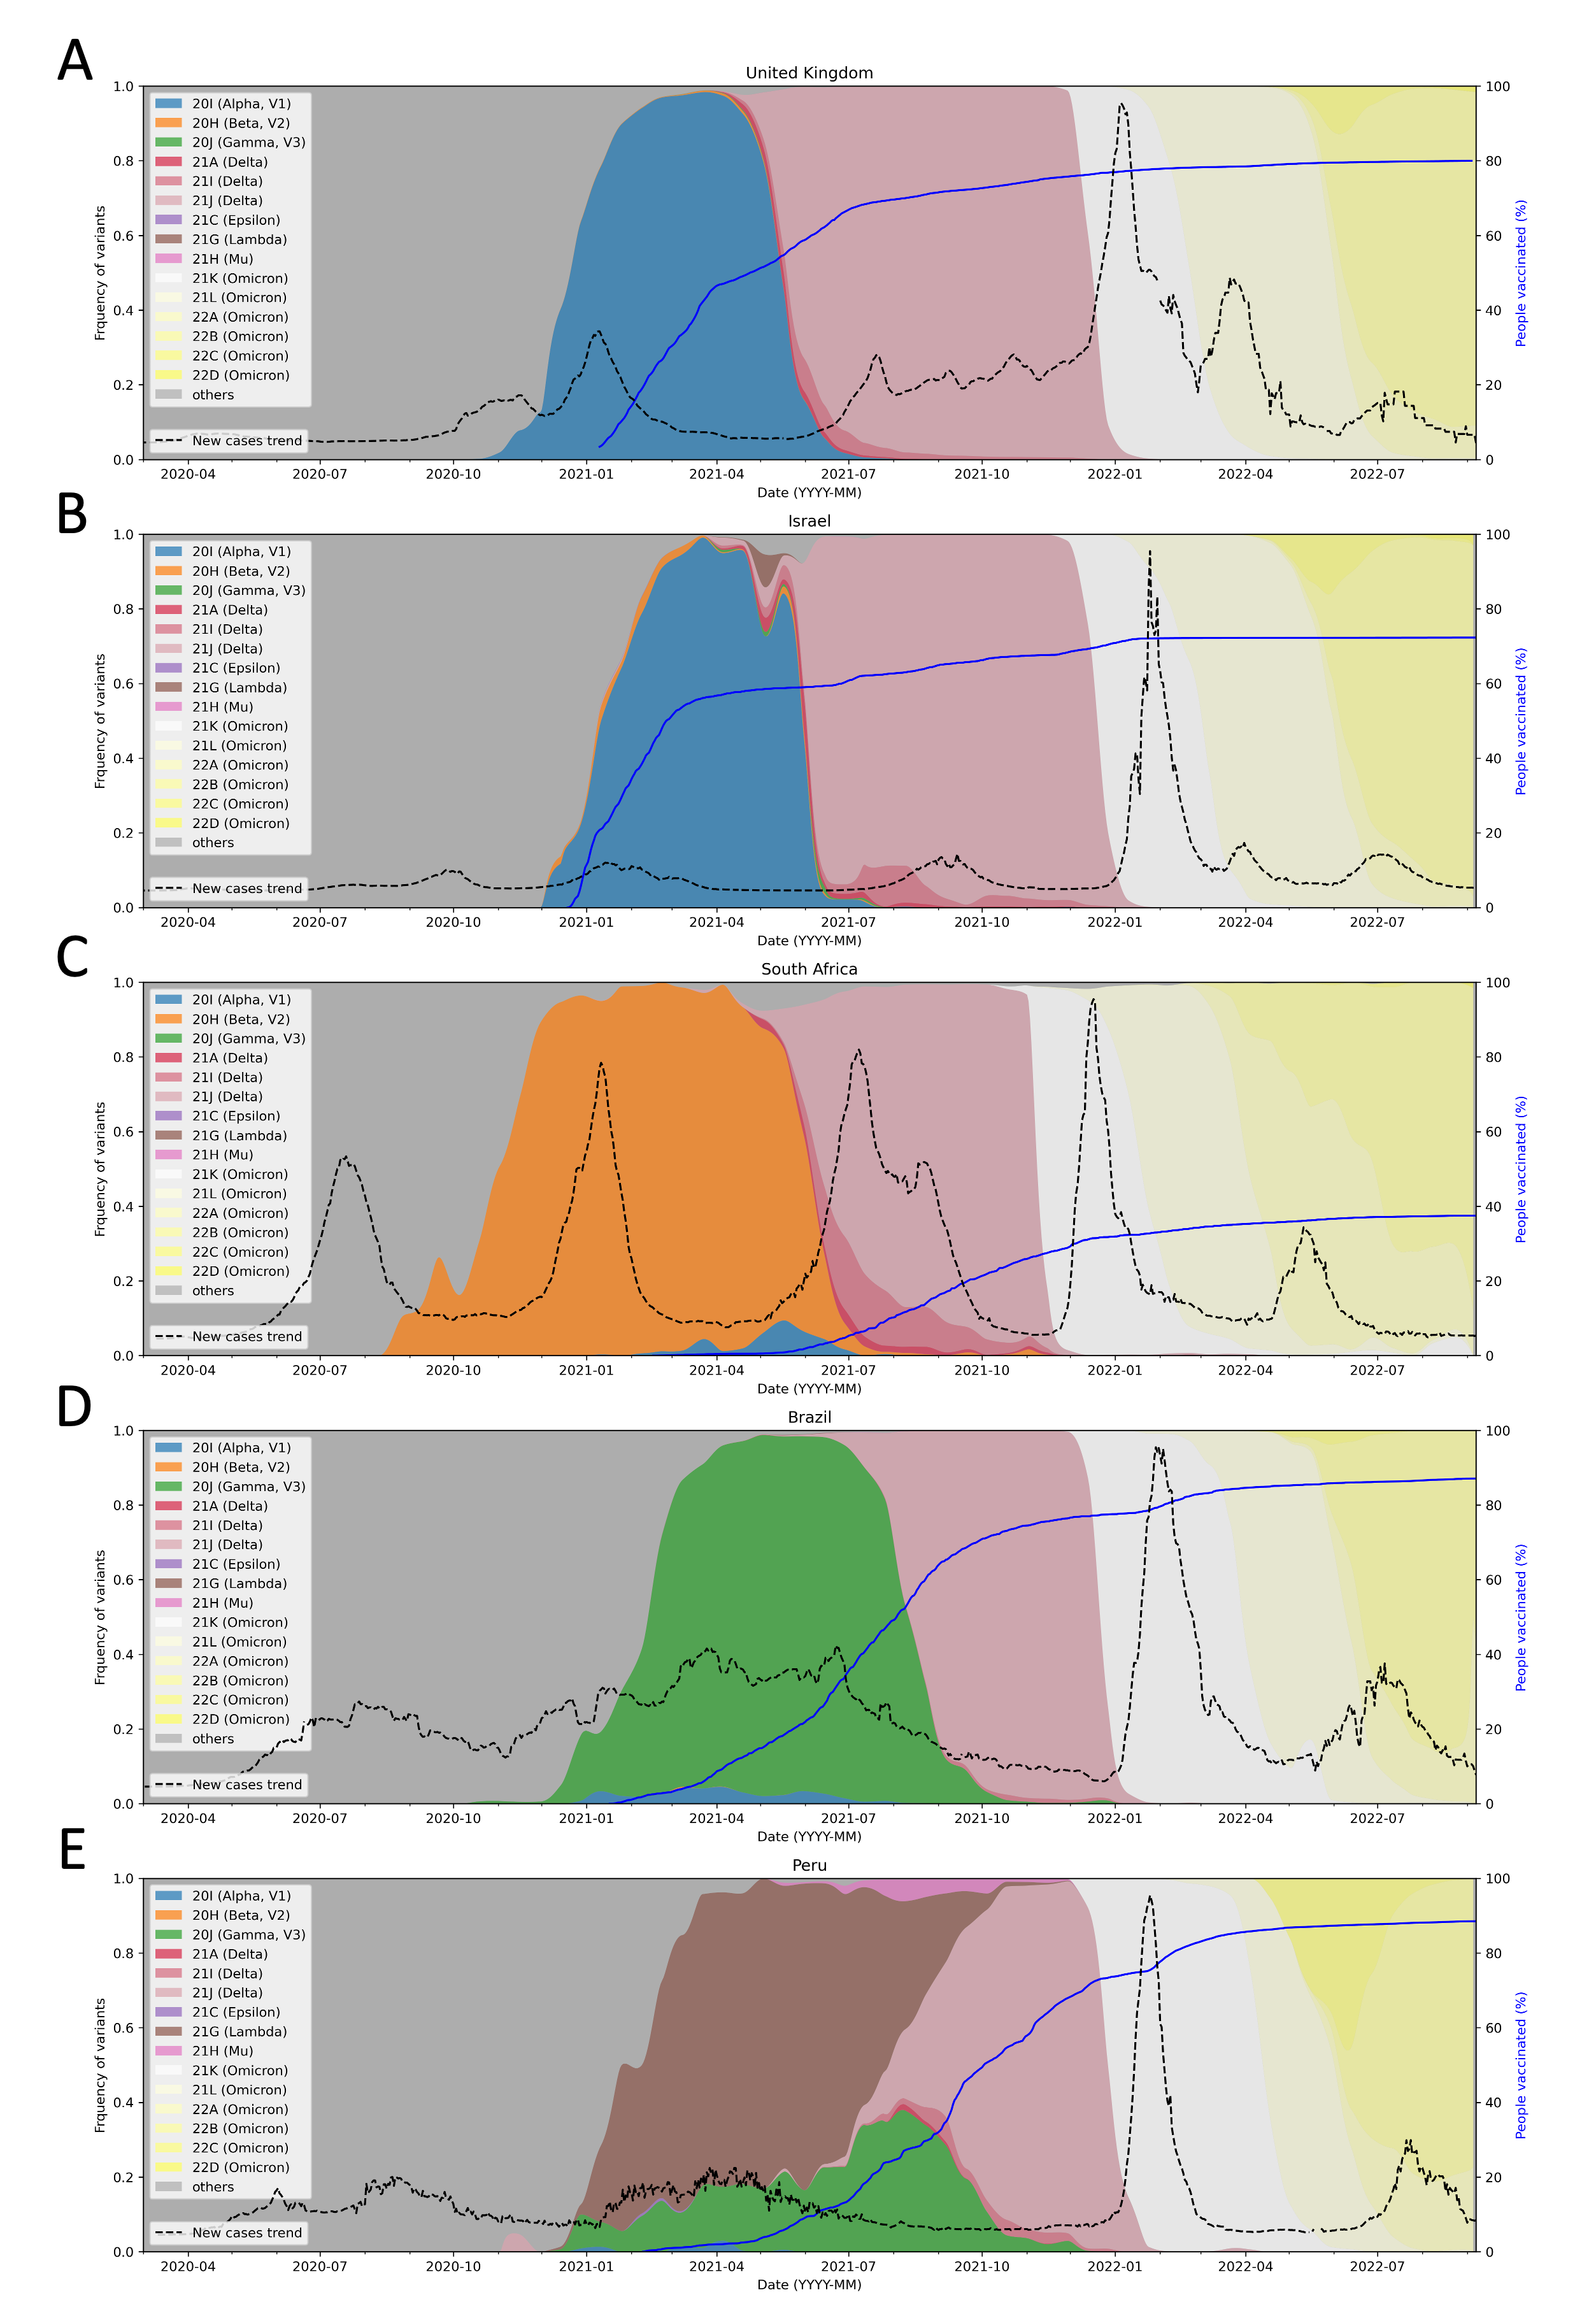 A
United Kingdom
1.0
0.8
0.6
0.4
0.2
0.0
Frquency of variants
20I (Alpha, V1)
20H (Beta, V2)
20J (Gamma, V3)
21A (Delta)
21I (Delta)
21J (Delta)
21C (Epsilon)
21G (Lambda)
21H (Mu)
21K (Omicron)
21L (Omicron)
22A (Omicron)
22B (Omicron)
22C (Omicron)
22D (Omicron)
others
New cases trend
100
80
60
40
20
0
People vaccinated (%)
2020-04 2020-07 2020-10 2021-01 2021-04 2021-07 2021-10 2022-01 2022-04 2022-07
Date (YYYY-MM)
B
Israel
1.0
0.8
0.6
0.4
0.2
0.0
Frquency of variants
20I (Alpha, V1)
20H (Beta, V2)
20J (Gamma, V3)
21A (Delta)
21I (Delta)
21J (Delta)
21C (Epsilon)
21G (Lambda)
21H (Mu)
21K (Omicron)
21L (Omicron)
22A (Omicron)
22B (Omicron)
22C (Omicron)
22D (Omicron)
others
New cases trend
100
80
60
40
20
0
People vaccinated (%)
2020-04 2020-07 2020-10 2021-01 2021-04 2021-07 2021-10 2022-01 2022-04 2022-07
Date (YYYY-MM)
C
South Africa
1.0
0.8
0.6
0.4
0.2
0.0
Frquency of variants
20I (Alpha, V1)
20H (Beta, V2)
20J (Gamma, V3)
21A (Delta)
21I (Delta)
21J (Delta)
21C (Epsilon)
21G (Lambda)
21H (Mu)
21K (Omicron)
21L (Omicron)
22A (Omicron)
22B (Omicron)
22C (Omicron)
22D (Omicron)
others
New cases trend
100
80
60
40
20
0
People vaccinated (%)
2020-04 2020-07 2020-10 2021-01 2021-04 2021-07 2021-10 2022-01 2022-04 2022-07
Date (YYYY-MM)
D
Brazil
1.0
0.8
0.6
0.4
0.2
0.0
Frquency of variants
20I (Alpha, V1)
20H (Beta, V2)
20J (Gamma, V3)
21A (Delta)
21I (Delta)
21J (Delta)
21C (Epsilon)
21G (Lambda)
21H (Mu)
21K (Omicron)
21L (Omicron)
22A (Omicron)
22B (Omicron)
22C (Omicron)
22D (Omicron)
others
New cases trend
100
80
60
40
20
0
People vaccinated (%)
2020-04 2020-07 2020-10 2021-01 2021-04 2021-07 2021-10 2022-01 2022-04 2022-07
Date (YYYY-MM)
E
Peru
1.0
0.8
0.6
0.4
0.2
0.0
Frquency of variants
20I (Alpha, V1)
20H (Beta, V2)
20J (Gamma, V3)
21A (Delta)
21I (Delta)
21J (Delta)
21C (Epsilon)
21G (Lambda)
21H (Mu)
21K (Omicron)
21L (Omicron)
22A (Omicron)
22B (Omicron)
22C (Omicron)
22D (Omicron)
others
New cases trend
100
80
60
40
20
0
People vaccinated (%)
2020-04 2020-07 2020-10 2021-01 2021-04 2021-07 2021-10 2022-01 2022-04 2022-07
Date (YYYY-MM)